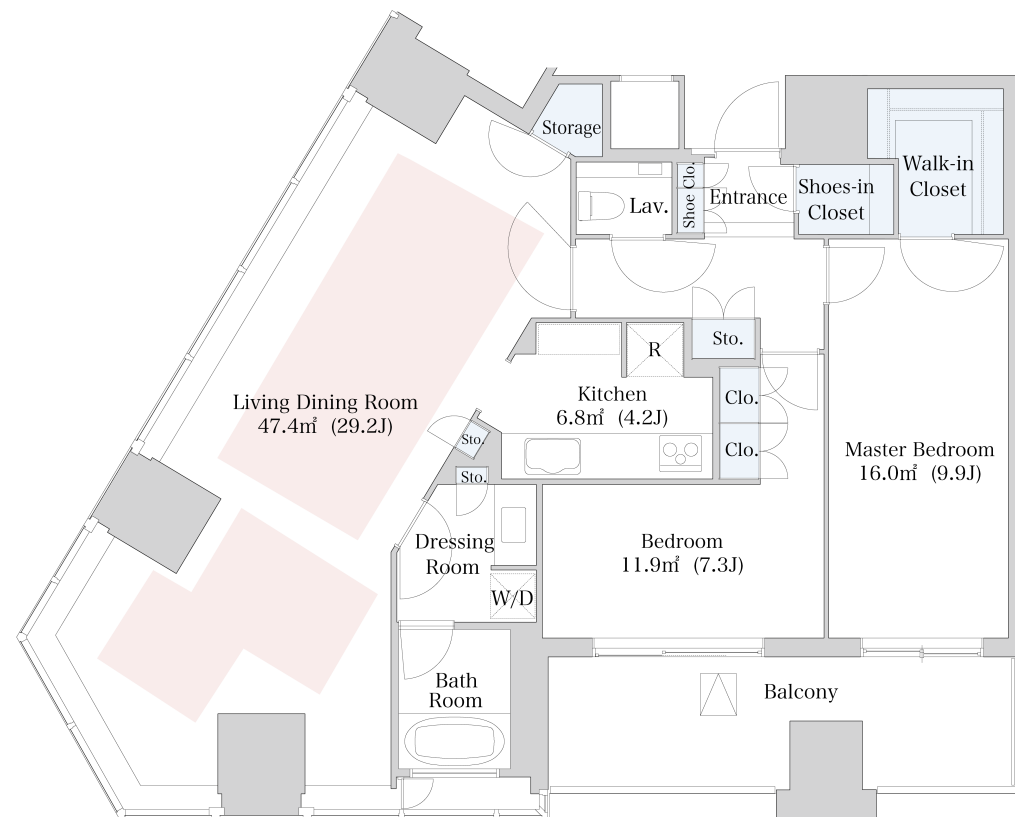 Storage
Walk-in
Closet
Shoes-in
Closet
Entrance
Shoe Clo.
Lav.
Sto.
R
Kitchen
6.8㎡ (4.2J)
Clo.
Clo.
Living Dining Room
47.4㎡ (29.2J)
Sto.
Sto.
Master Bedroom
16.0㎡ (9.9J)
Dressing
Room
Bedroom
11.9㎡ (7.3J)
W/D
Bath
Room
Balcony